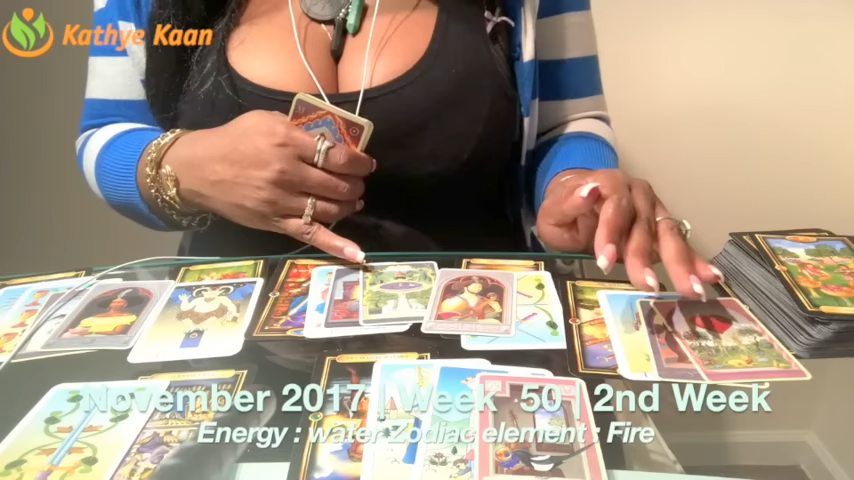 Kathye Kaan
November 2017 | Week 50 | 2nd Week
Energy : water Zodiac element : Fire